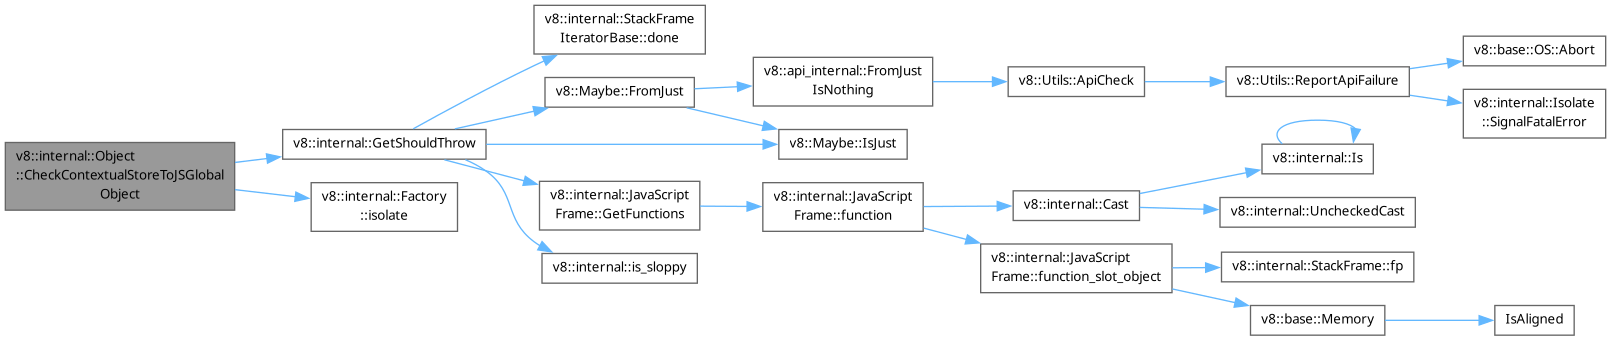 v8::internal::Object
::CheckContextualStoreToJSGlobal
Object
v8::internal::GetShouldThrow
v8::internal::Factory
::isolate
v8::internal::StackFrame
IteratorBase::done
v8::Maybe::FromJust
v8::internal::JavaScript
Frame::GetFunctions
v8::internal::is_sloppy
v8::api_internal::FromJust
IsNothing
v8::Maybe::IsJust
v8::internal::JavaScript
Frame::function
v8::Utils::ApiCheck
v8::internal::Cast
v8::internal::JavaScript
Frame::function_slot_object
v8::Utils::ReportApiFailure
v8::internal::Is
v8::internal::UncheckedCast
v8::internal::StackFrame::fp
v8::base::Memory
v8::base::OS::Abort
v8::internal::Isolate
::SignalFatalError
IsAligned